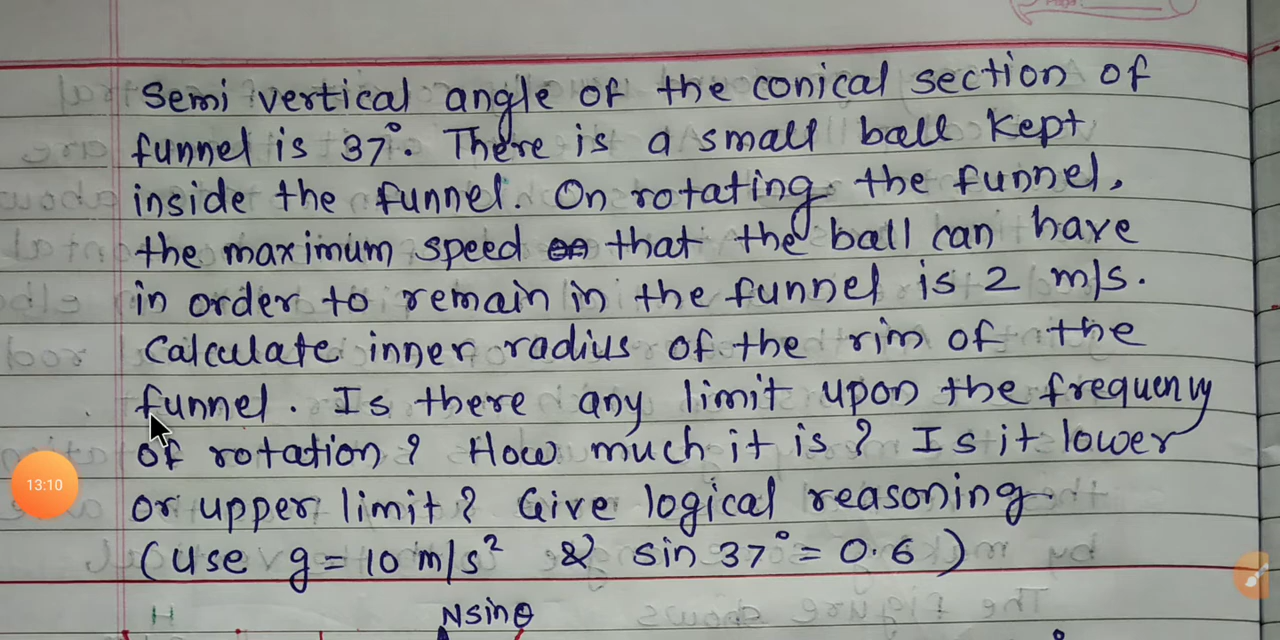 Semi vertical angle of the conical section of
funnel is 37°. There is a small ball kept
inside the funnel. On rotating the funnel,
the maximum speed that the ball can have
in order to remain in the funnel is 2 m/s.
Calculate inner radius of the rim of the
funnel. Is there any limit upon the frequency
of rotation? How much it is? Is it lower
or upper limit? Give logical reasoning.
(Use g = 10 m/s² & sin 37° = 0.6)
H Nsinθ
13:10